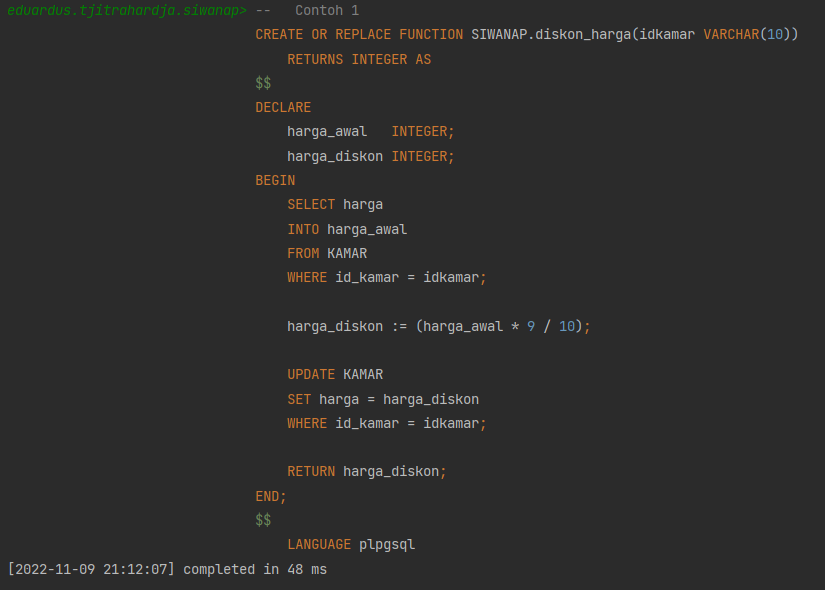 eduardus.tjitrahardja.siwanap> --   Contoh 1
CREATE OR REPLACE FUNCTION SIWANAP.diskon_harga(idkamar VARCHAR(10))
    RETURNS INTEGER AS
$$
DECLARE
    harga_awal   INTEGER;
    harga_diskon INTEGER;
BEGIN
    SELECT harga
    INTO harga_awal
    FROM KAMAR
    WHERE id_kamar = idkamar;
    harga_diskon := (harga_awal * 9 / 10);
    UPDATE KAMAR
    SET harga = harga_diskon
    WHERE id_kamar = idkamar;
    RETURN harga_diskon;
END;
$$
    LANGUAGE plpgsql
[2022-11-09 21:12:07] completed in 48 ms